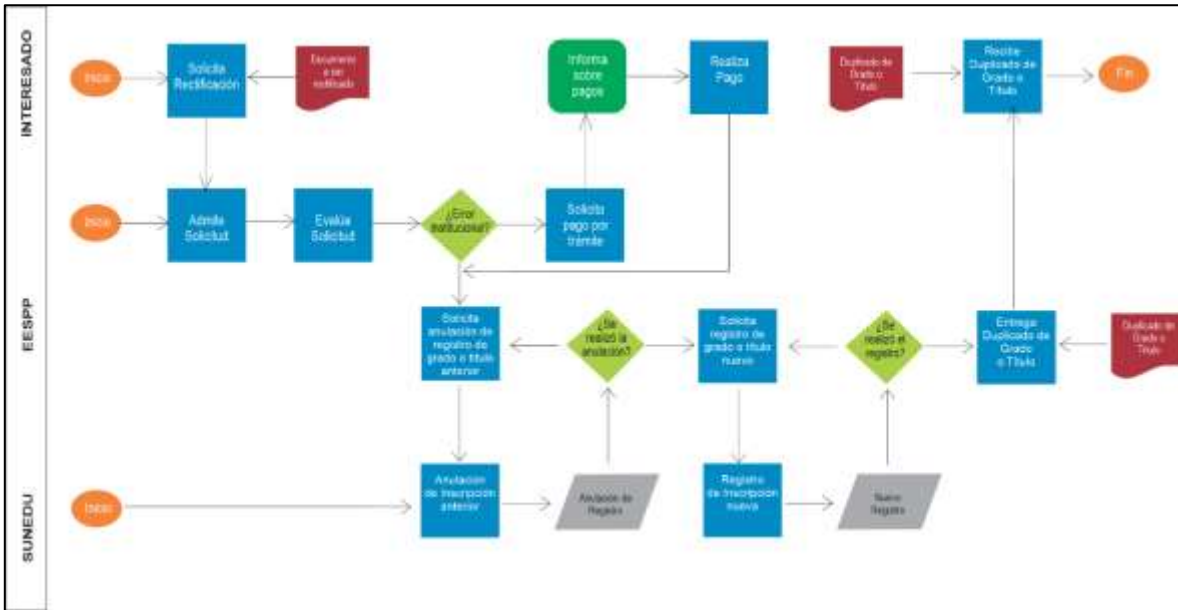 INTERESADO
Inicio
Solicita
Rectificación
Documento
a ser
rectificado
Informa
sobre
pagos
Realiza
Pago
Duplicado de
Grado o
Título
Recibe
Duplicado de
Grado o
Título
Fin
EESPP
Inicio
Admite
Solicitud
Evalúa
Solicitud
¿Error
Institucional?
Solicita
pago por
trámite
Solicita
anulación de
registro de
grado o título
anterior
¿Se
realizó la
anulación?
Solicita
registro de
grado o título
nuevo
¿Se
realizó el
registro?
Entrega
Duplicado de
Grado
o Título
Duplicado de
Grado o
Título
SUNEDU
Inicio
Anulación
de Inscripción
anterior
Anulación de
Registro
Registro
de Inscripción
nueva
Nuevo
Registro